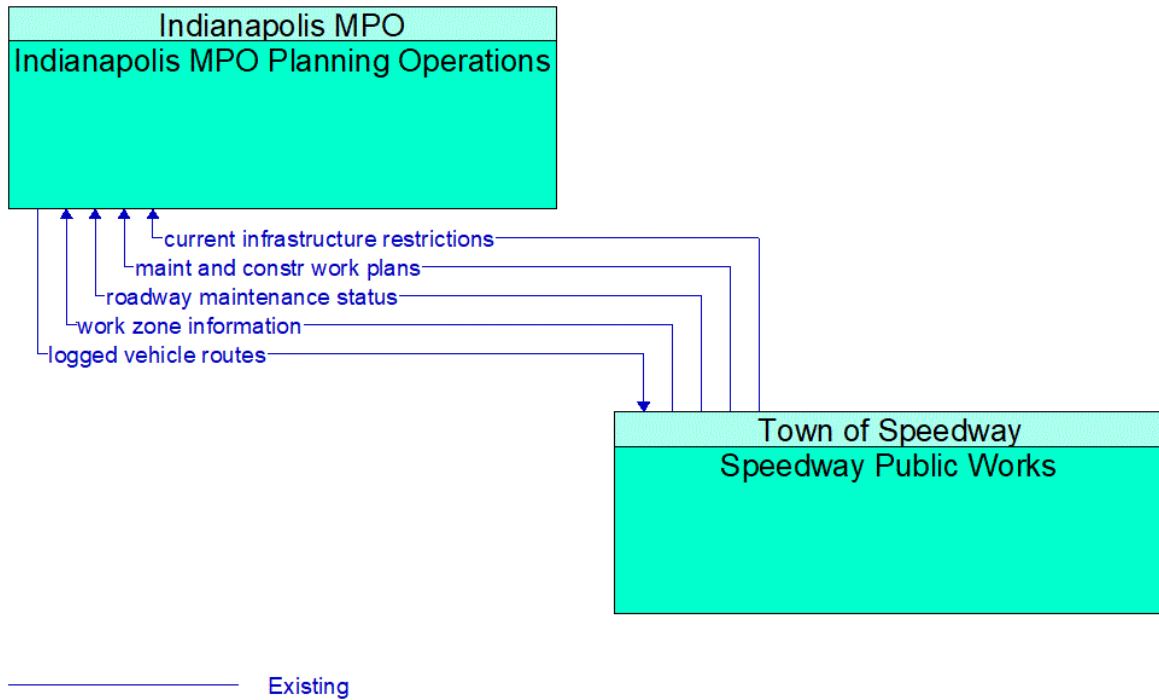 Indianapolis MPO
Indianapolis MPO Planning Operations
current infrastructure restrictions
maint and constr work plans
roadway maintenance status
work zone information
logged vehicle routes
Town of Speedway
Speedway Public Works
Existing